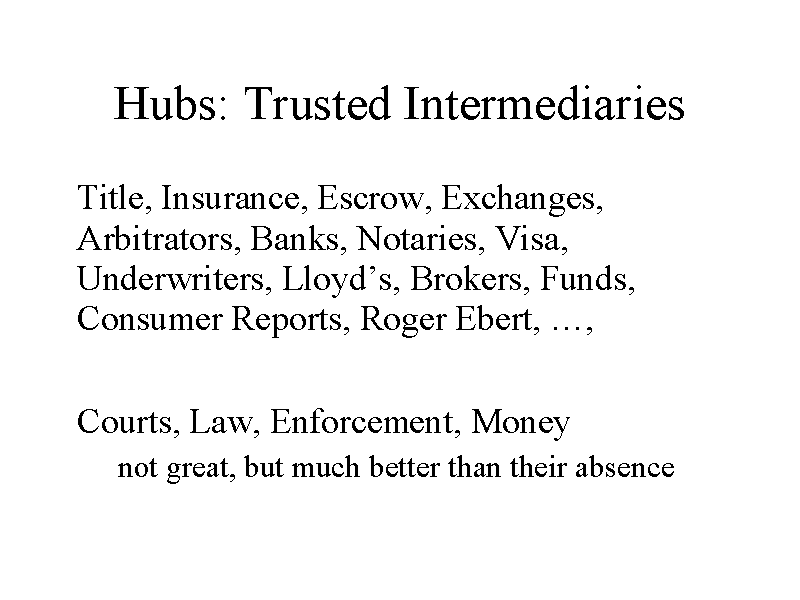 Hubs: Trusted Intermediaries
Title, Insurance, Escrow, Exchanges,
Arbitrators, Banks, Notaries, Visa,
Underwriters, Lloyd’s, Brokers, Funds,
Consumer Reports, Roger Ebert, …,
Courts, Law, Enforcement, Money
not great, but much better than their absence